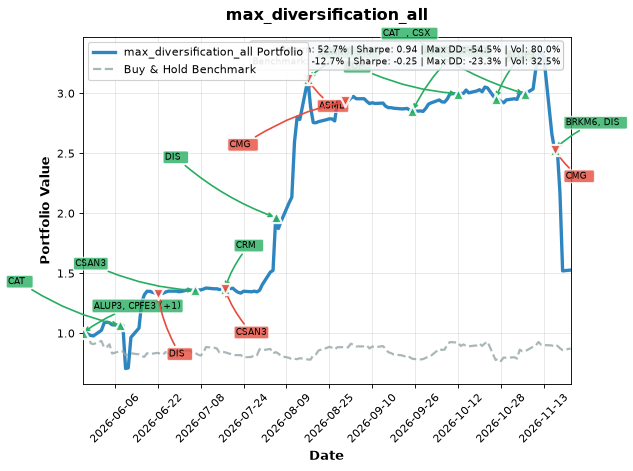 max_diversification_all
CAT , CSX
max_diversification_all Portfolio
Buy & Hold Benchmark
: 52.7% | Sharpe: 0.94 | Max DD: -54.5% | Vol: 80.0%
-12.7% | Sharpe: -0.25 | Max DD: -23.3% | Vol: 32.5%
ASML
BRKM6, DIS
CMG
DIS
CMG
CRM
CSAN3
CAT
ALUP3, CPFE3 (+1)
CSAN3
DIS
Portfolio Value
3.0
2.5
2.0
1.5
1.0
2026-06-06
2026-06-22
2026-07-08
2026-07-24
2026-08-09
2026-08-25
2026-09-10
2026-09-26
2026-10-12
2026-10-28
2026-11-13
Date